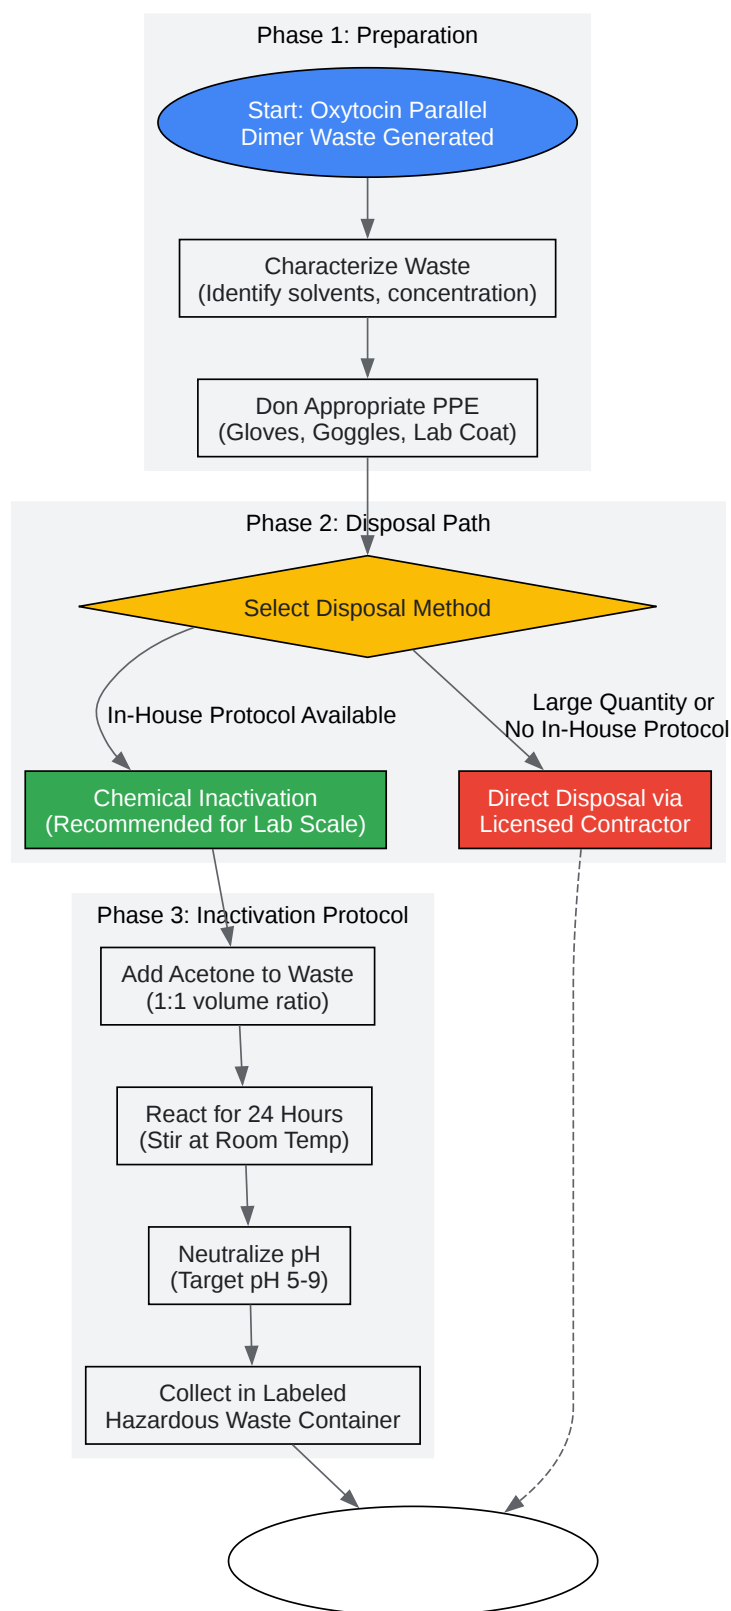 Phase 1: Preparation
Start: Oxytocin Parallel
Dimer Waste Generated
Characterize Waste
(Identify solvents, concentration)
Don Appropriate PPE
(Gloves, Goggles, Lab Coat)
Phase 2: Disposal Path
Select Disposal Method
In-House Protocol Available
Large Quantity or
No In-House Protocol
Chemical Inactivation
(Recommended for Lab Scale)
Direct Disposal via
Licensed Contractor
Phase 3: Inactivation Protocol
Add Acetone to Waste
(1:1 volume ratio)
React for 24 Hours
(Stir at Room Temp)
Neutralize pH
(Target pH 5-9)
Collect in Labeled
Hazardous Waste Container